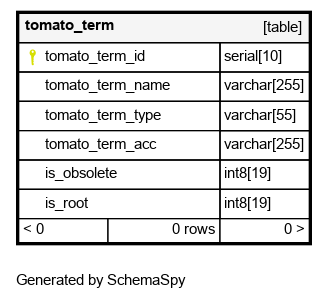 tomato_term [table]
tomato_term_id serial[10]
tomato_term_name varchar[255]
tomato_term_type varchar[55]
tomato_term_acc varchar[255]
is_obsolete int8[19]
is_root int8[19]
< 0 0 rows 0 >
Generated by SchemaSpy